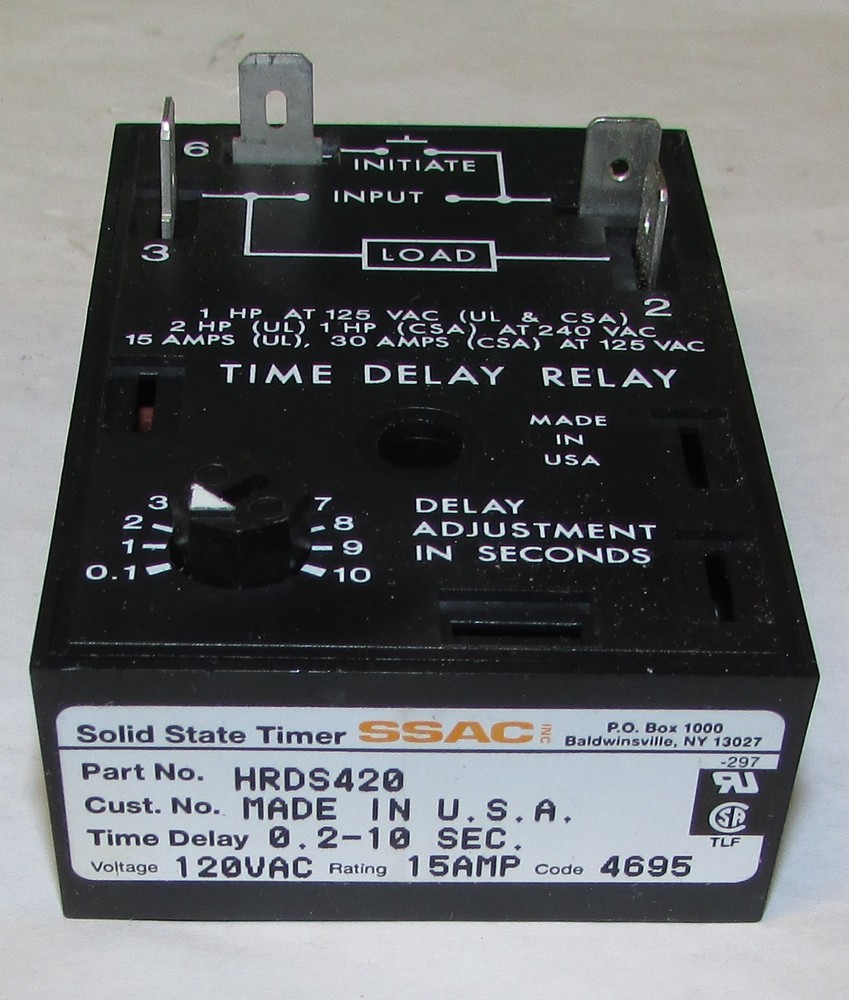 6
INITIATE
INPUT
3
LOAD
2
1 HP AT 125 VAC (UL & CSA)
2 HP (UL) 1 HP (CSA) AT 240 VAC
15 AMPS (UL), 30 AMPS (CSA) AT 125 VAC
TIME DELAY RELAY
MADE
IN
USA
3 7
2 8
1 9
0.1 10
DELAY
ADJUSTMENT
IN SECONDS
Solid State Timer SSAC INC
P.O. Box 1000
Baldwinsville, NY 13027
-297
Part No. HRDS420
Cust. No. MADE IN U.S.A.
Time Delay 0.2-10 SEC.
Voltage 120VAC Rating 15AMP Code 4695
RU
SA
TLF